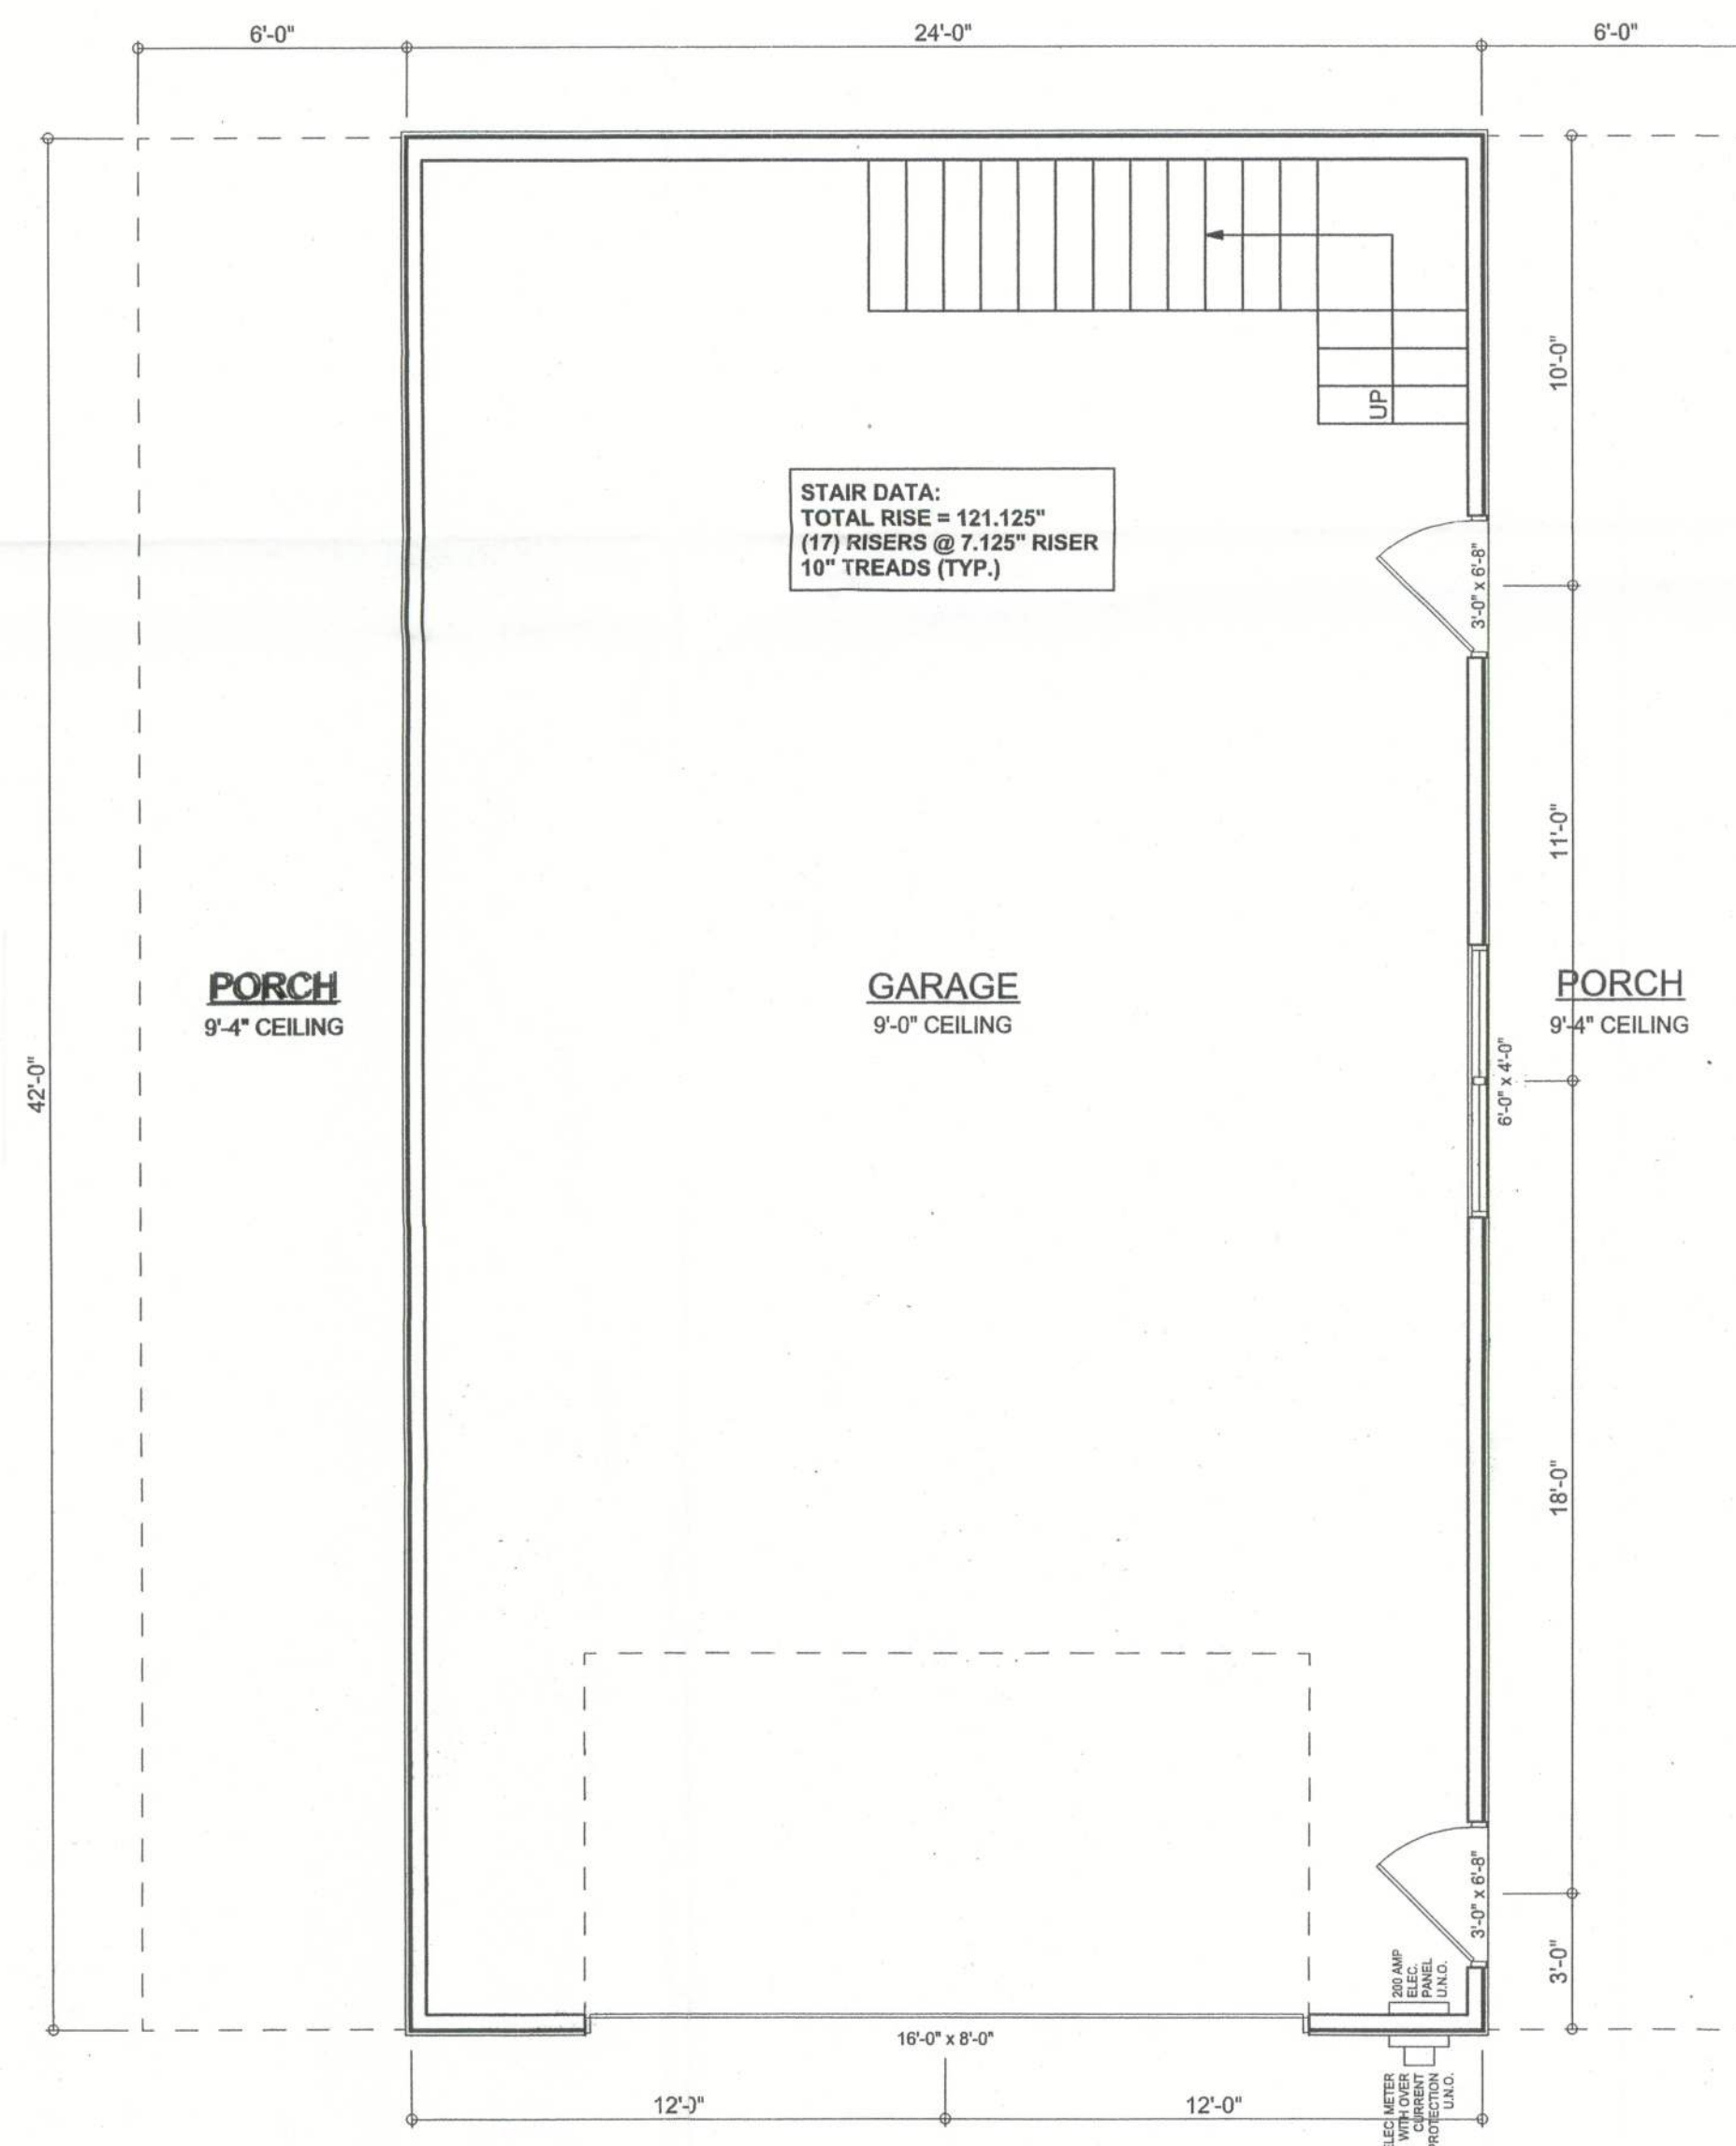 6'-0"
24'-0"
6'-0"
UP
10'-0"
STAIR DATA:
TOTAL RISE = 121.125"
(17) RISERS @ 7.125" RISER
10" TREADS (TYP.)
3'-0" x 6'-8"
11'-0"
PORCH
9'-4" CEILING
GARAGE
9'-0" CEILING
PORCH
9'-4" CEILING
42'-0"
6'-0" x 4'-0"
18'-0"
3'-0" x 6'-8"
3'-0"
200 AMP
ELEC.
PANEL
U.N.O.
16'-0" x 8'-0"
12'-0"
12'-0"
ELEC METER
WITH OVER
CURRENT
PROTECTION
U.N.O.